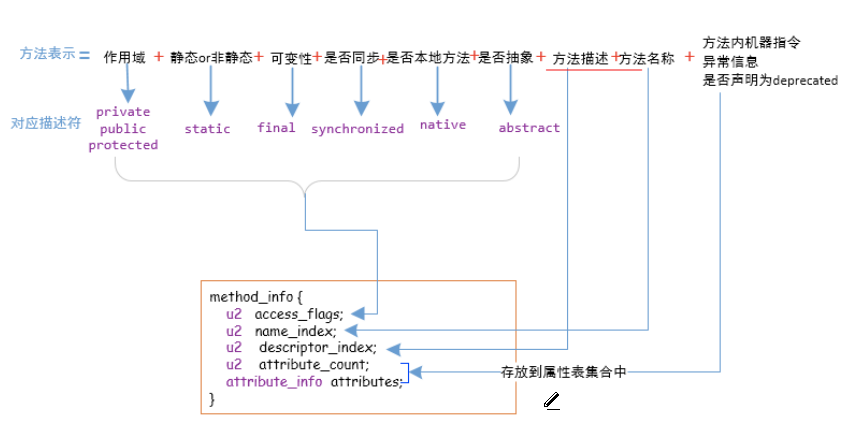 方法表示 = 作用域 + 静态or非静态 + 可变性 + 是否同步 + 是否本地方法 + 是否抽象 + 方法描述 + 方法名称 + 方法内机器指令
异常信息
是否声明为deprecated
对应描述符
private
public
protected
static
final
synchronized
native
abstract
method_info {
u2 access_flags;
u2 name_index;
u2 descriptor_index;
u2 attribute_count;
attribute_info attributes;
}
存放到属性表集合中